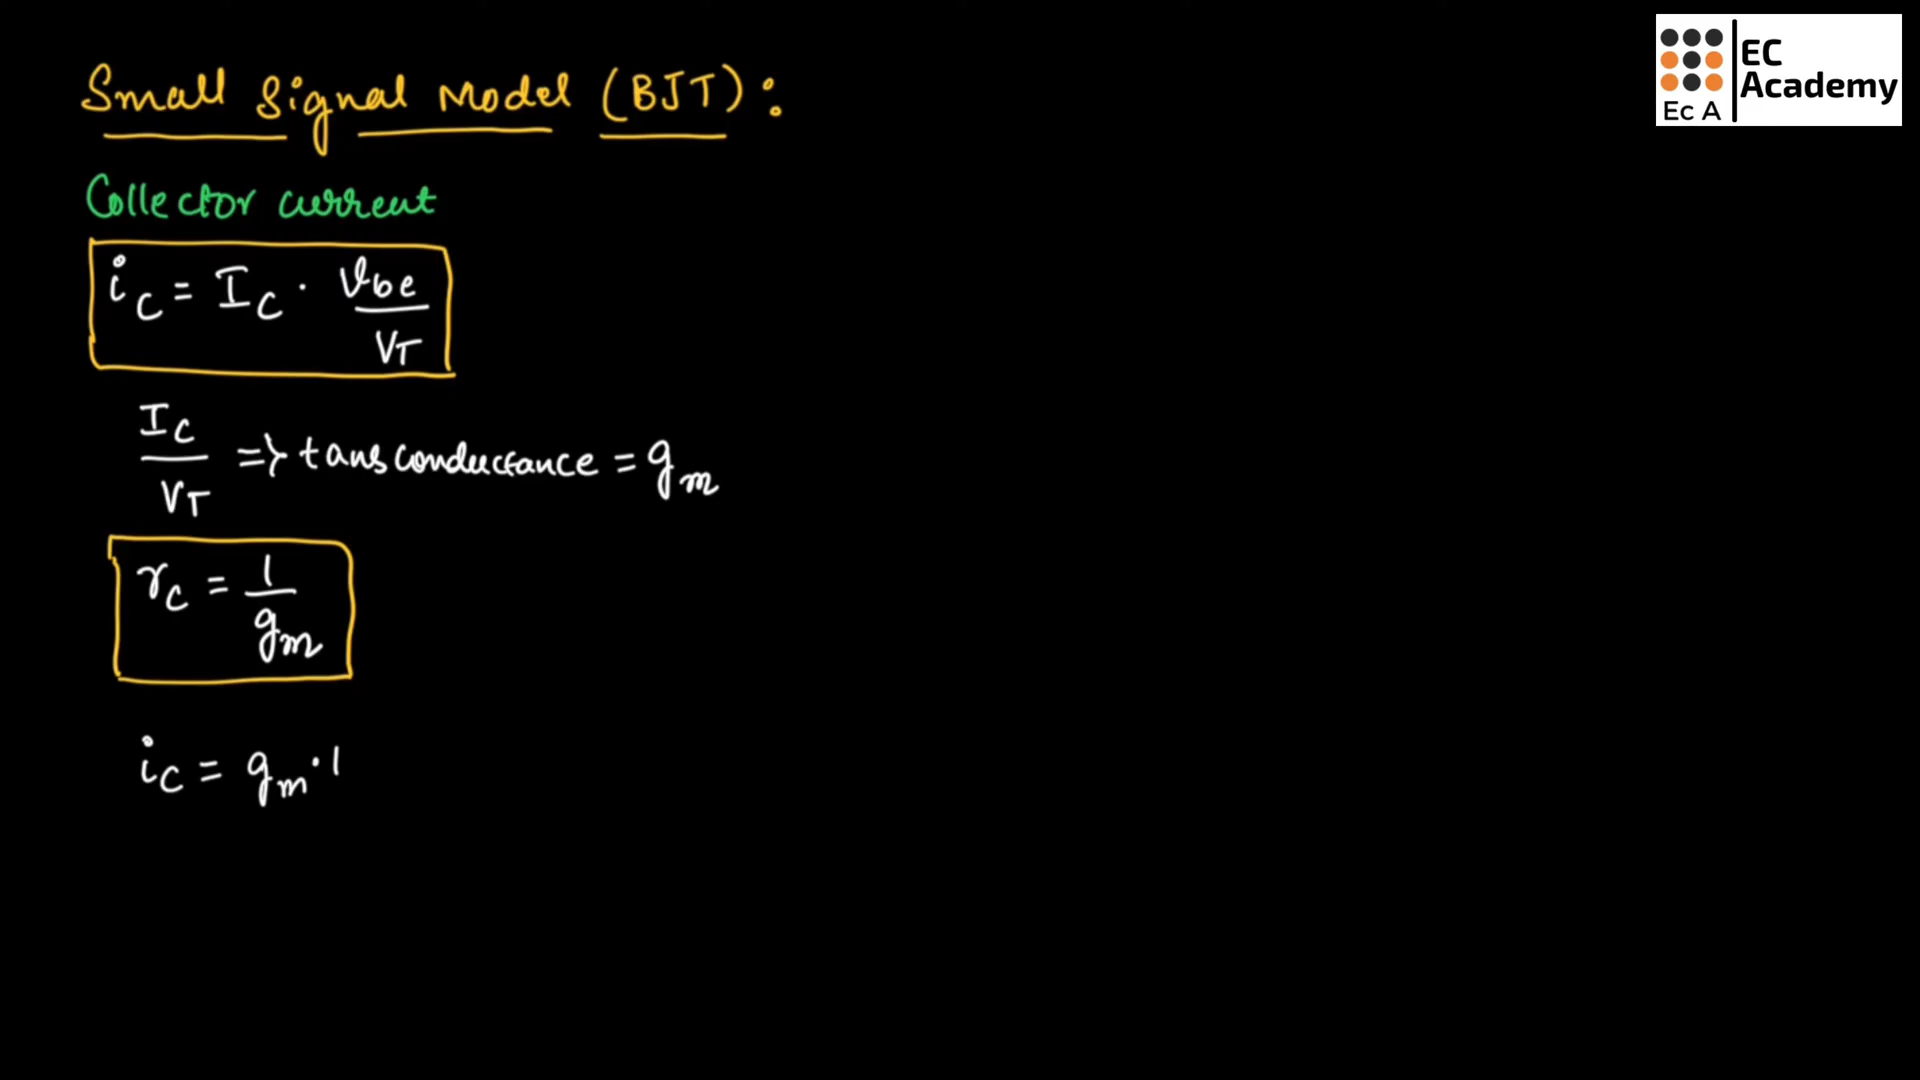 Small Signal Model (BJT):
EC
Academy
Ec A
Collector current
ic = Ic · vbe/VT
Ic/VT => tansconductance = gm
rc = 1/gm
ic = gm · l